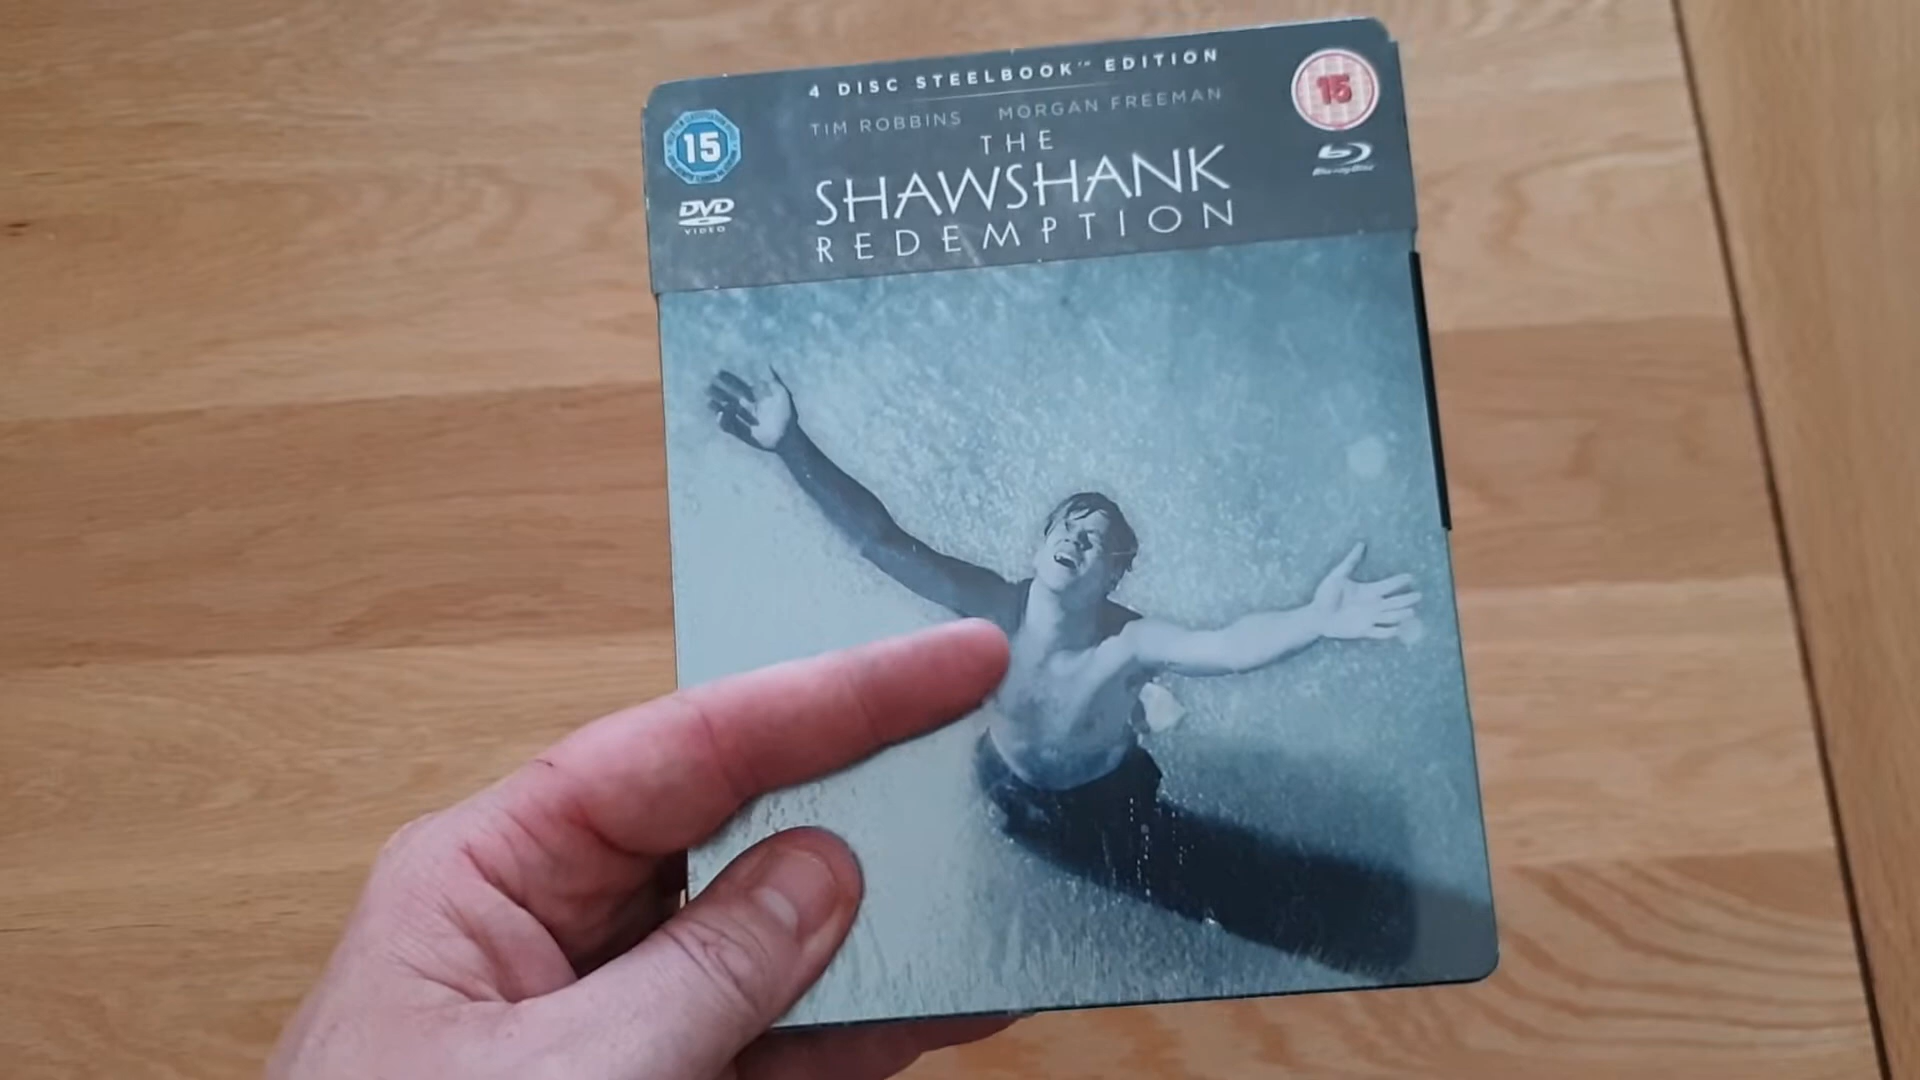 4 DISC STEELBOOK™ EDITION
TIM ROBBINS MORGAN FREEMAN
THE
SHAWSHANK
REDEMPTION
15
DVD
VIDEO
15
Blu-ray Disc